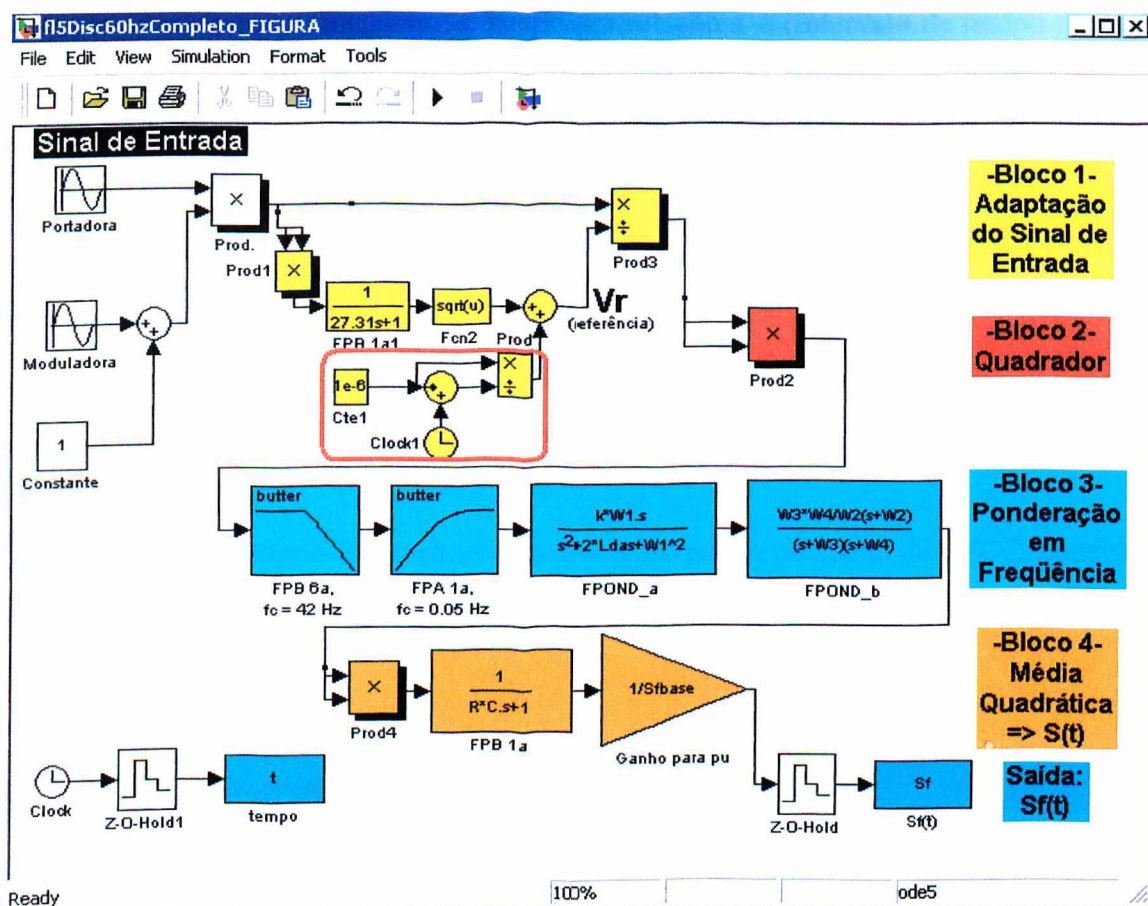 fl5Disc60hzCompleto_FIGURA
File Edit View Simulation Format Tools
Sinal de Entrada
Portadora
×
Prod.
Prod1
×
Moduladora
1
Constante
1
27.31s+1
FPB 1a1
sqrt(u)
Fcn2
Prod
Vr
(referência)
×
÷
Prod3
1e-6
Cte1
×
÷
Clock1
×
Prod2
-Bloco 1-
Adaptação
do Sinal de
Entrada
-Bloco 2-
Quadrador
butter
FPB 6a,
fc = 42 Hz
butter
FPA 1a,
fc = 0.05 Hz
k*W1.s
s^2+2*Ldas+W1^2
FPOND_a
W3*W4/W2(s+W2)
(s+W3)(s+W4)
FPOND_b
-Bloco 3-
Ponderação
em
Freqüência
×
Prod4
1
R*C.s+1
FPB 1a
1/Sfbase
Ganho para pu
-Bloco 4-
Média
Quadrática
=> S(t)
Clock
Z-O-Hold1
t
tempo
Z-O-Hold
Sf
Sf(t)
Saída:
Sf(t)
Ready 100% ode5